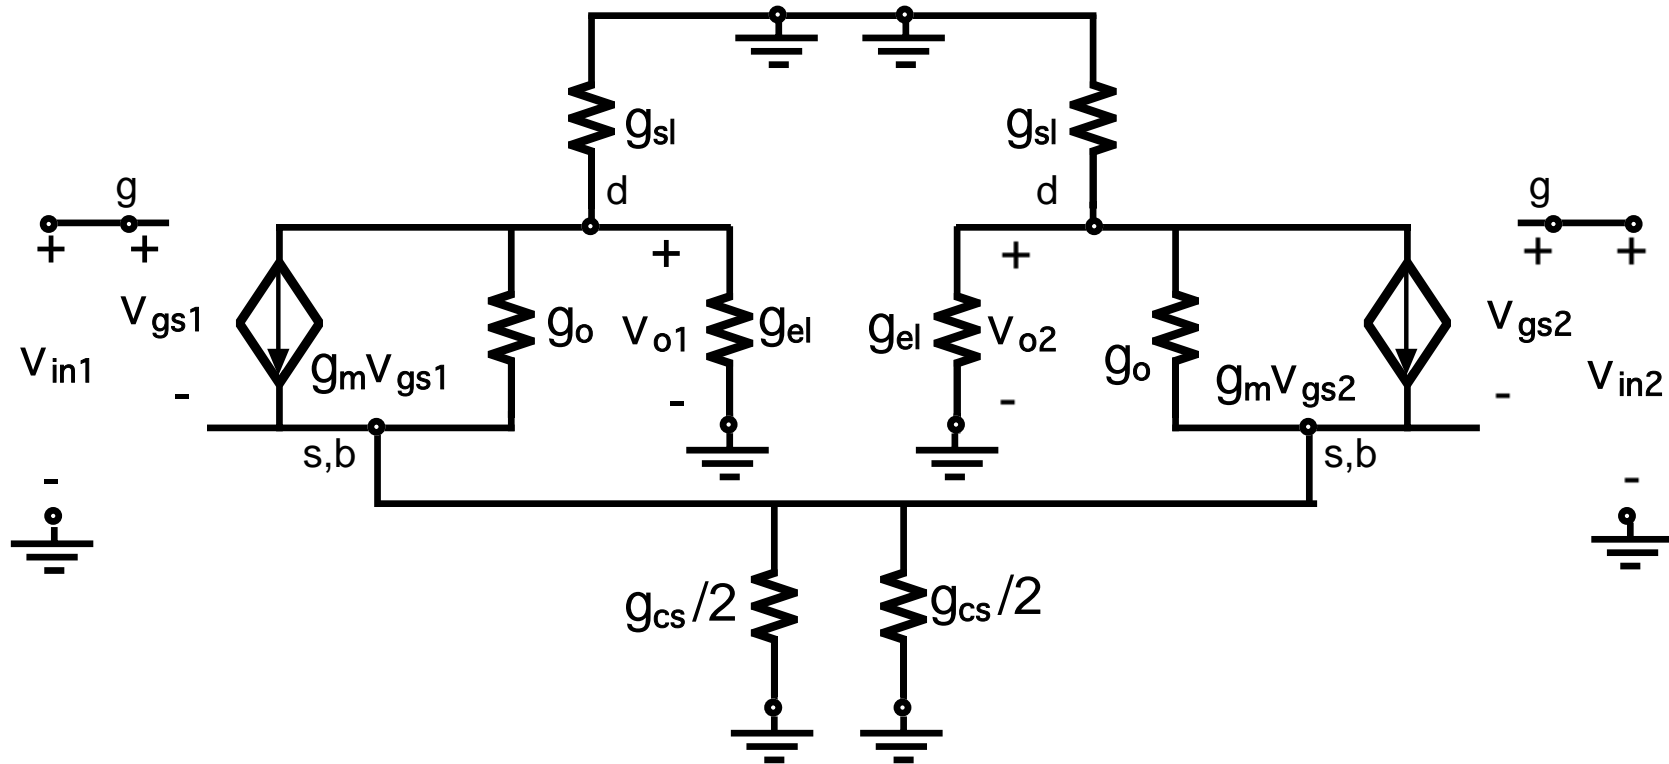 gsl gsl
g d d g
+ + + + + +
vgs1 gmvgs1 go vo1 gel gel vo2 go gmvgs2 vgs2
vin1 vin2
- - - -
s,b s,b
- -
gcs/2 gcs/2